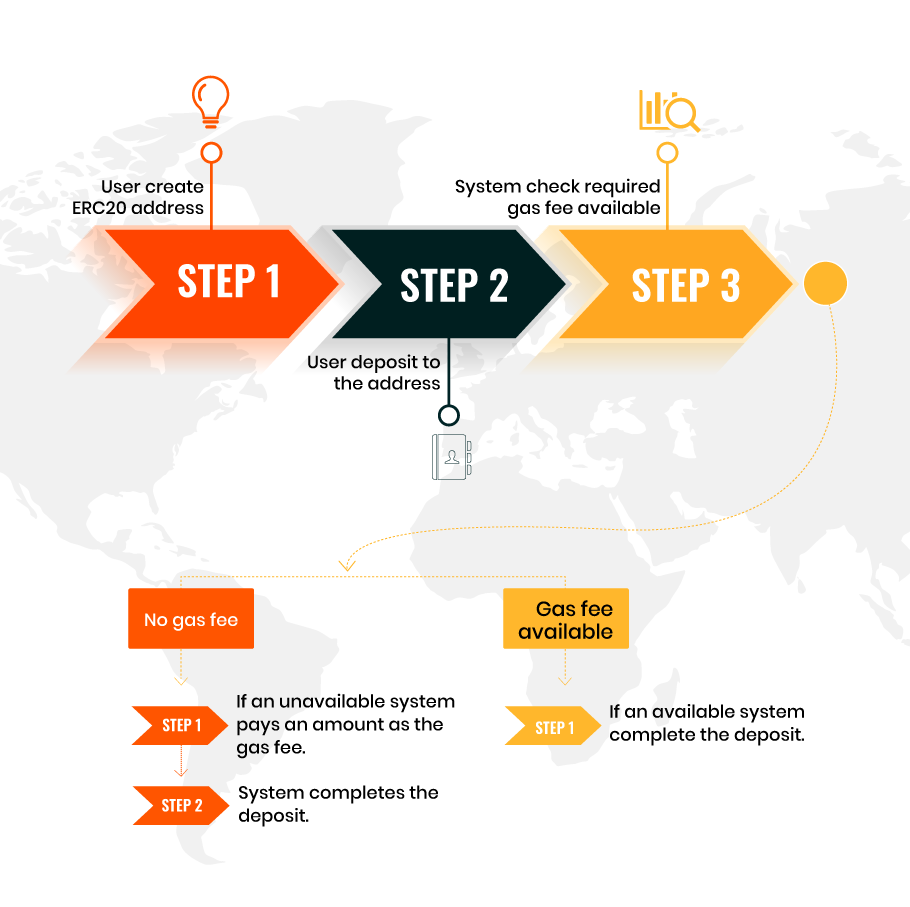 User create
ERC20 address
System check required
gas fee available
STEP 1
STEP 2
STEP 3
User deposit to
the address
No gas fee
Gas fee
available
STEP 1
If an unavailable system
pays an amount as the
gas fee.
STEP 2
System completes the
deposit.
STEP 1
If an available system
complete the deposit.